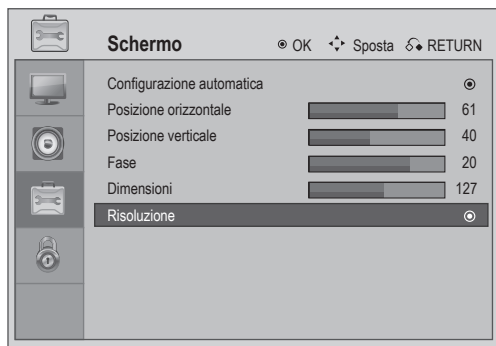 Schermo OK Sposta RETURN
Configurazione automatica
Posizione orizzontale 61
Posizione verticale 40
Fase 20
Dimensioni 127
Risoluzione